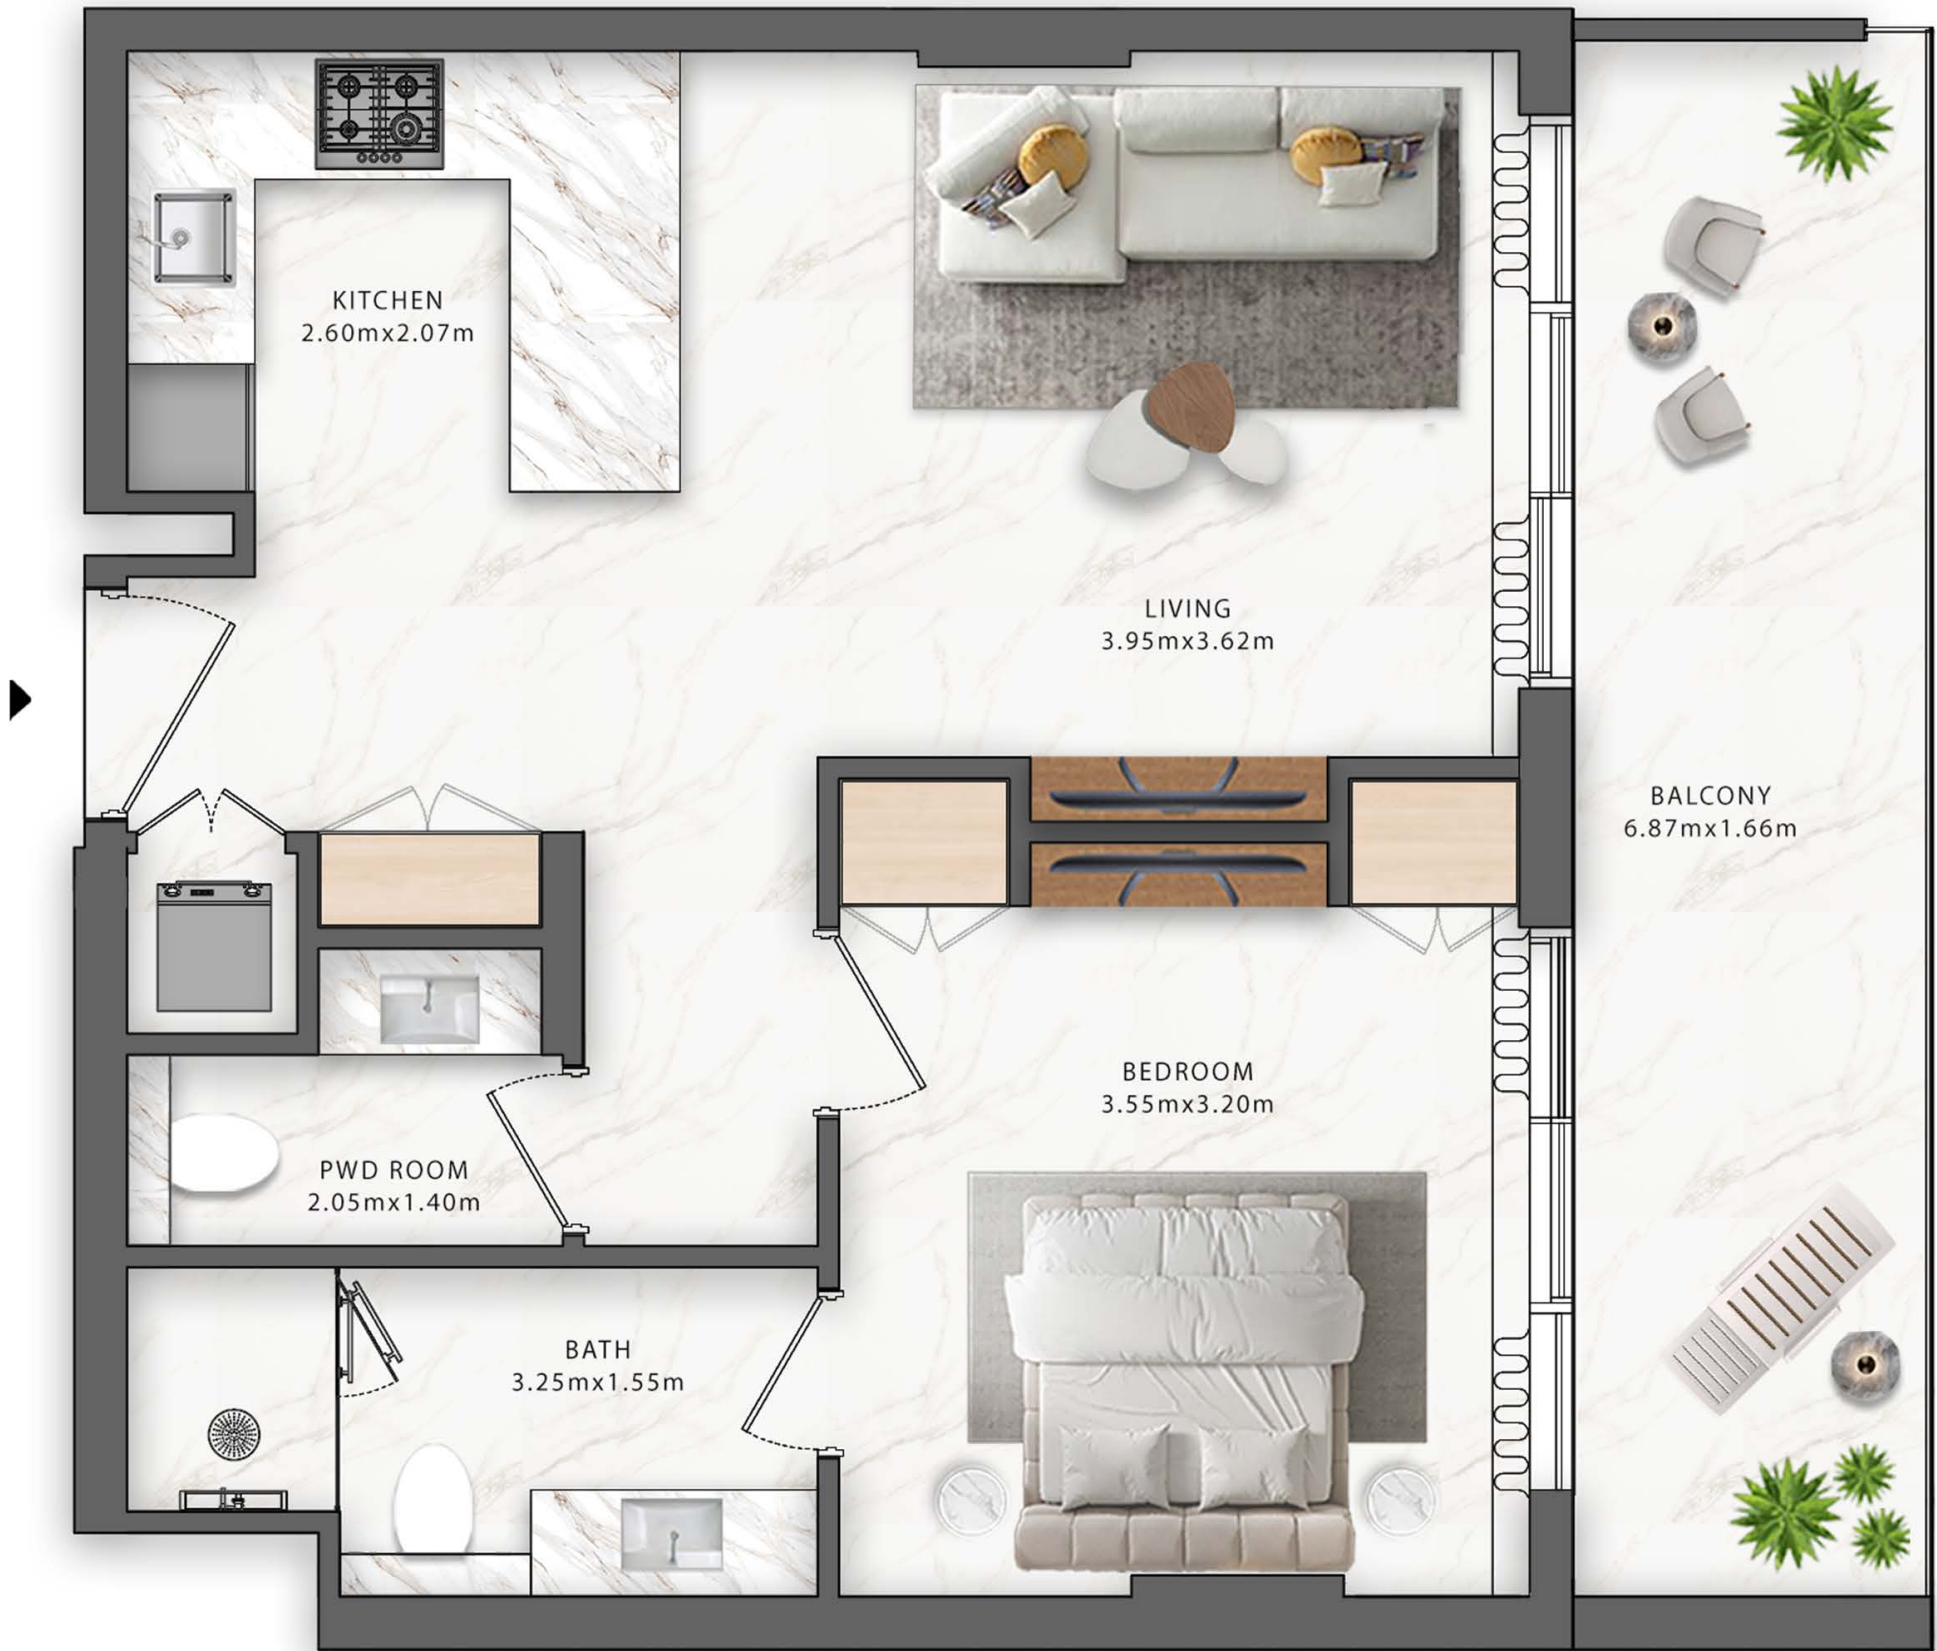 KITCHEN
2.60mx2.07m
LIVING
3.95mx3.62m
BALCONY
6.87mx1.66m
BEDROOM
3.55mx3.20m
PWD ROOM
2.05mx1.40m
BATH
3.25mx1.55m